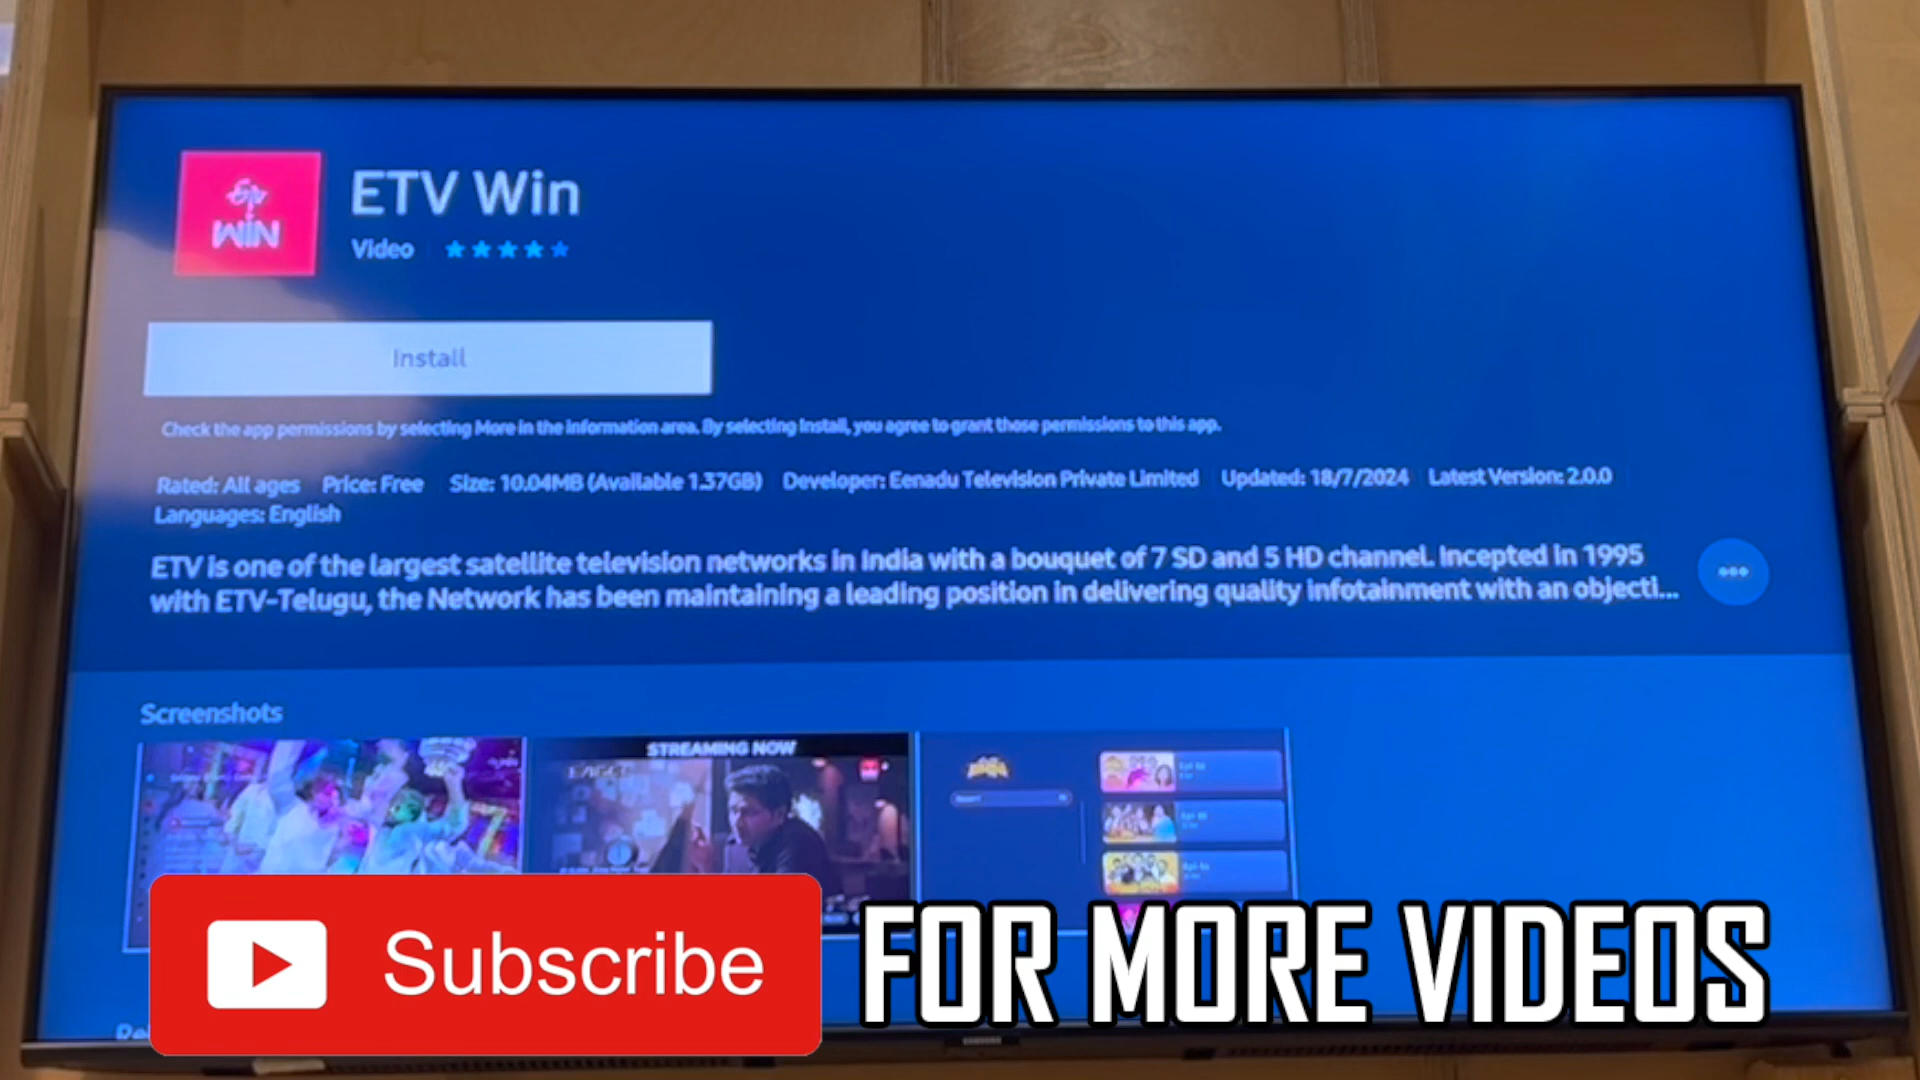 ETV WIN
ETV Win
Video
Install
Check the app permissions by selecting More in the information area. By selecting Install, you agree to grant those permissions to this app.
Rated: All ages Price: Free Size: 10.04MB (Available 1.37GB) Developer: Eenadu Television Private Limited Updated: 18/7/2024 Latest Version: 2.0.0
Languages: English
ETV is one of the largest satellite television networks in India with a bouquet of 7 SD and 5 HD channel. Incepted in 1995
with ETV-Telugu, the Network has been maintaining a leading position in delivering quality infotainment with an objecti...
Screenshots
STREAMING NOW
Subscribe
FOR MORE VIDEOS
SAMSUNG